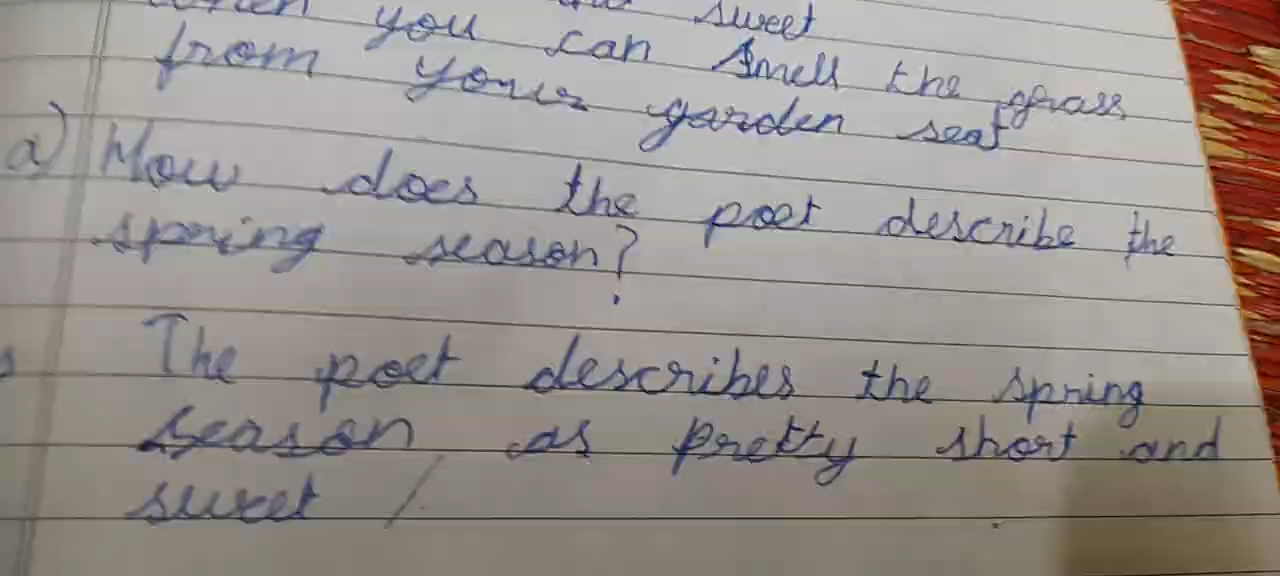 sweet
you can smell the grass
from your garden seat
a) How does the poet describe the
spring season?
The poet describes the spring
season as pretty short and
sweet /